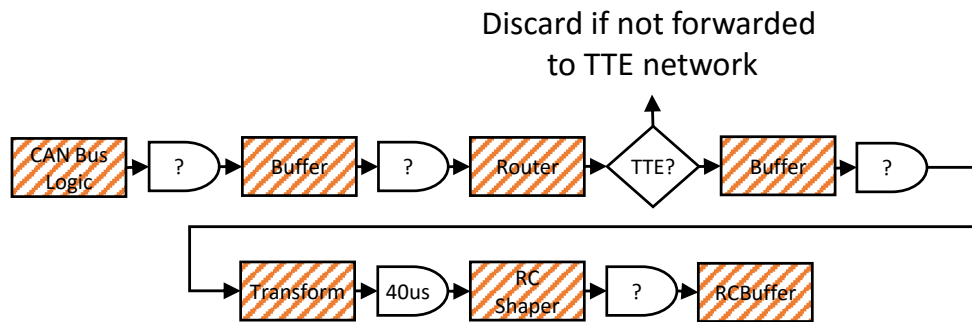 Discard if not forwarded
to TTE network
CAN Bus
Logic
?
Buffer
?
Router
TTE?
Buffer
?
Transform
40us
RC
Shaper
?
RCBuffer